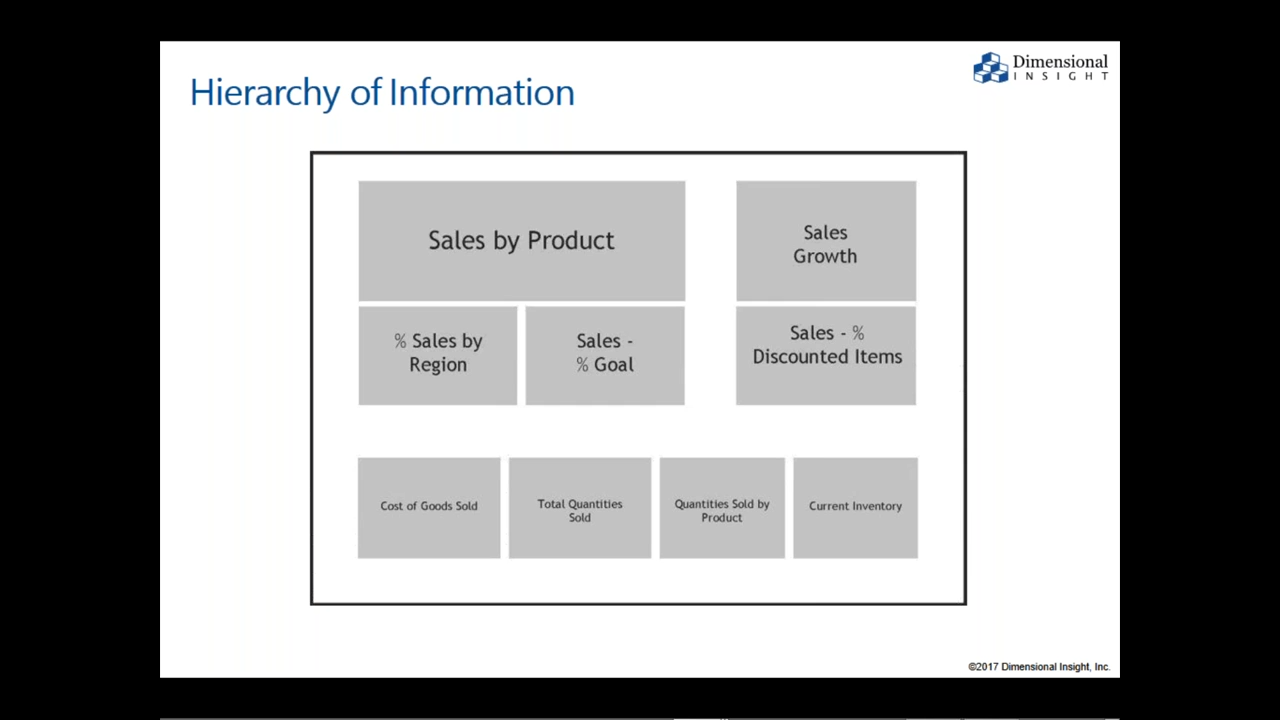 Dimensional
INSIGHT
Hierarchy of Information
Sales by Product
Sales
Growth
% Sales by
Region
Sales -
% Goal
Sales - %
Discounted Items
Cost of Goods Sold
Total Quantities
Sold
Quantities Sold by
Product
Current Inventory
©2017 Dimensional Insight, Inc.